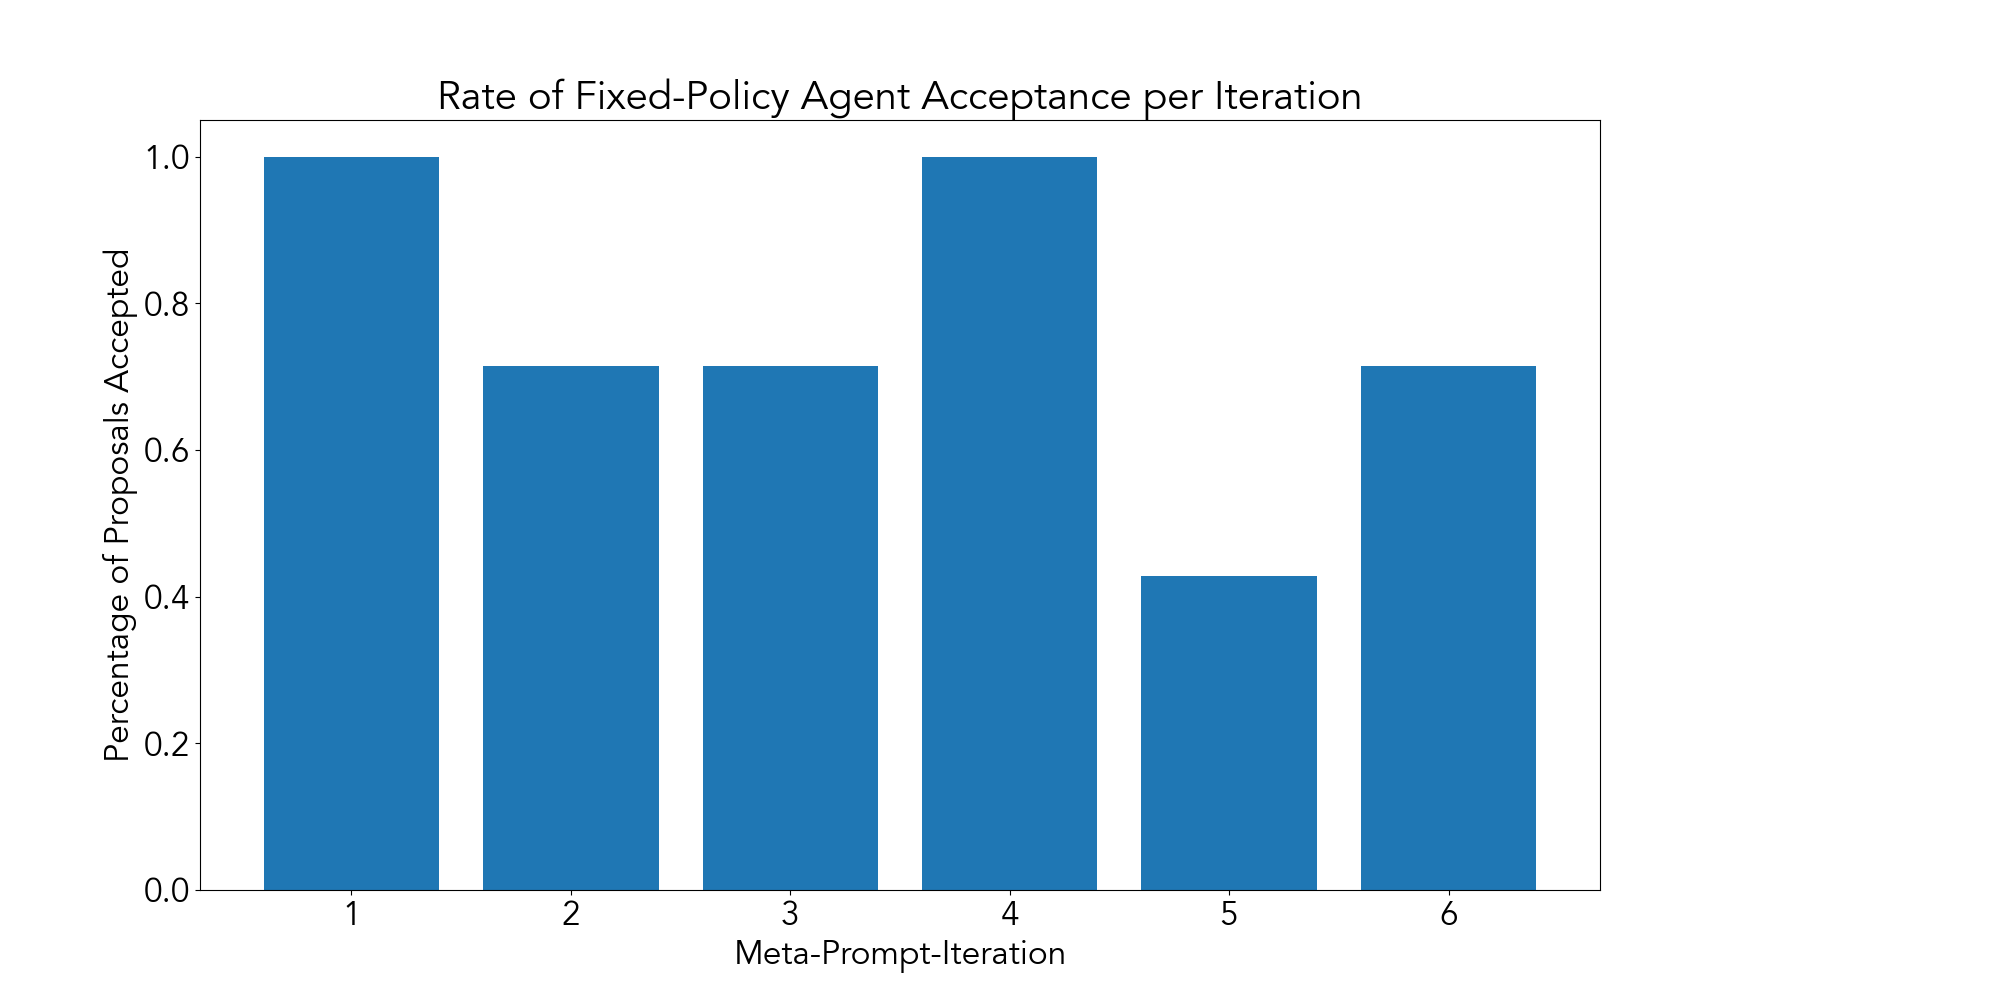 Rate of Fixed-Policy Agent Acceptance per Iteration
Percentage of Proposals Accepted
1.0
0.8
0.6
0.4
0.2
0.0
1 2 3 4 5 6
Meta-Prompt-Iteration